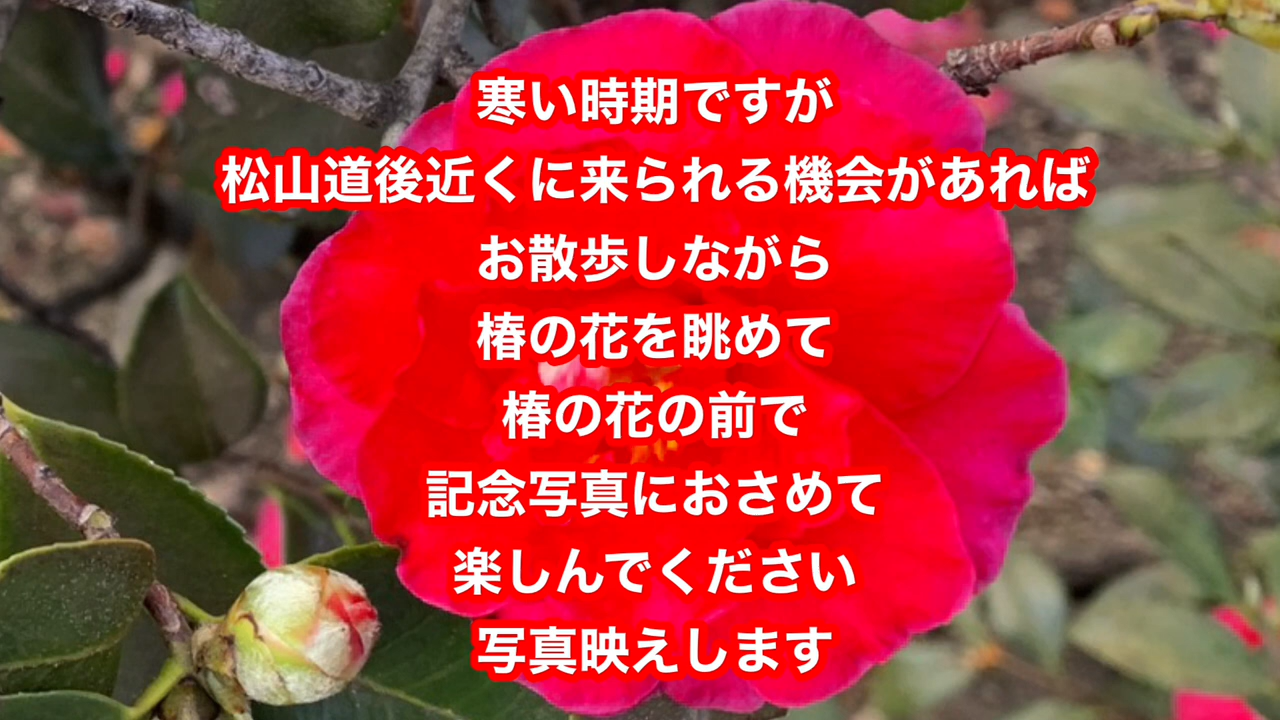 寒い時期ですが
松山道後近くに来られる機会があれば
お散歩しながら
椿の花を眺めて
椿の花の前で
記念写真におさめて
楽しんでください
写真映えします